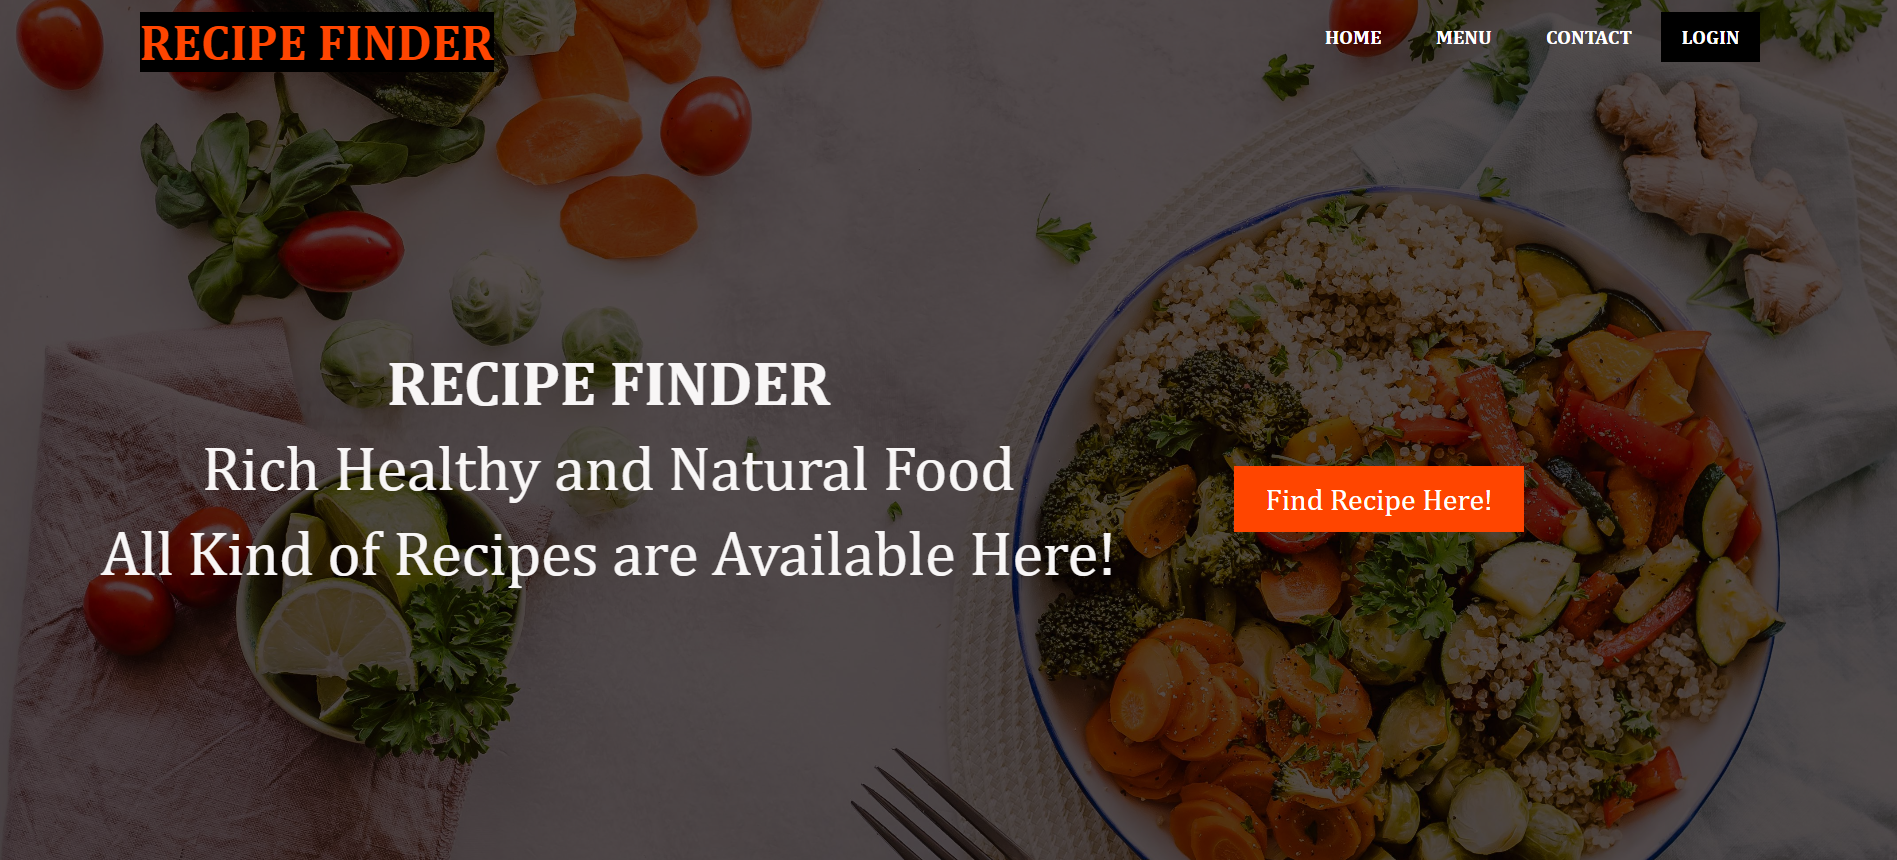 RECIPE FINDER
HOME MENU CONTACT LOGIN
RECIPE FINDER
Rich Healthy and Natural Food
All Kind of Recipes are Available Here!
Find Recipe Here!